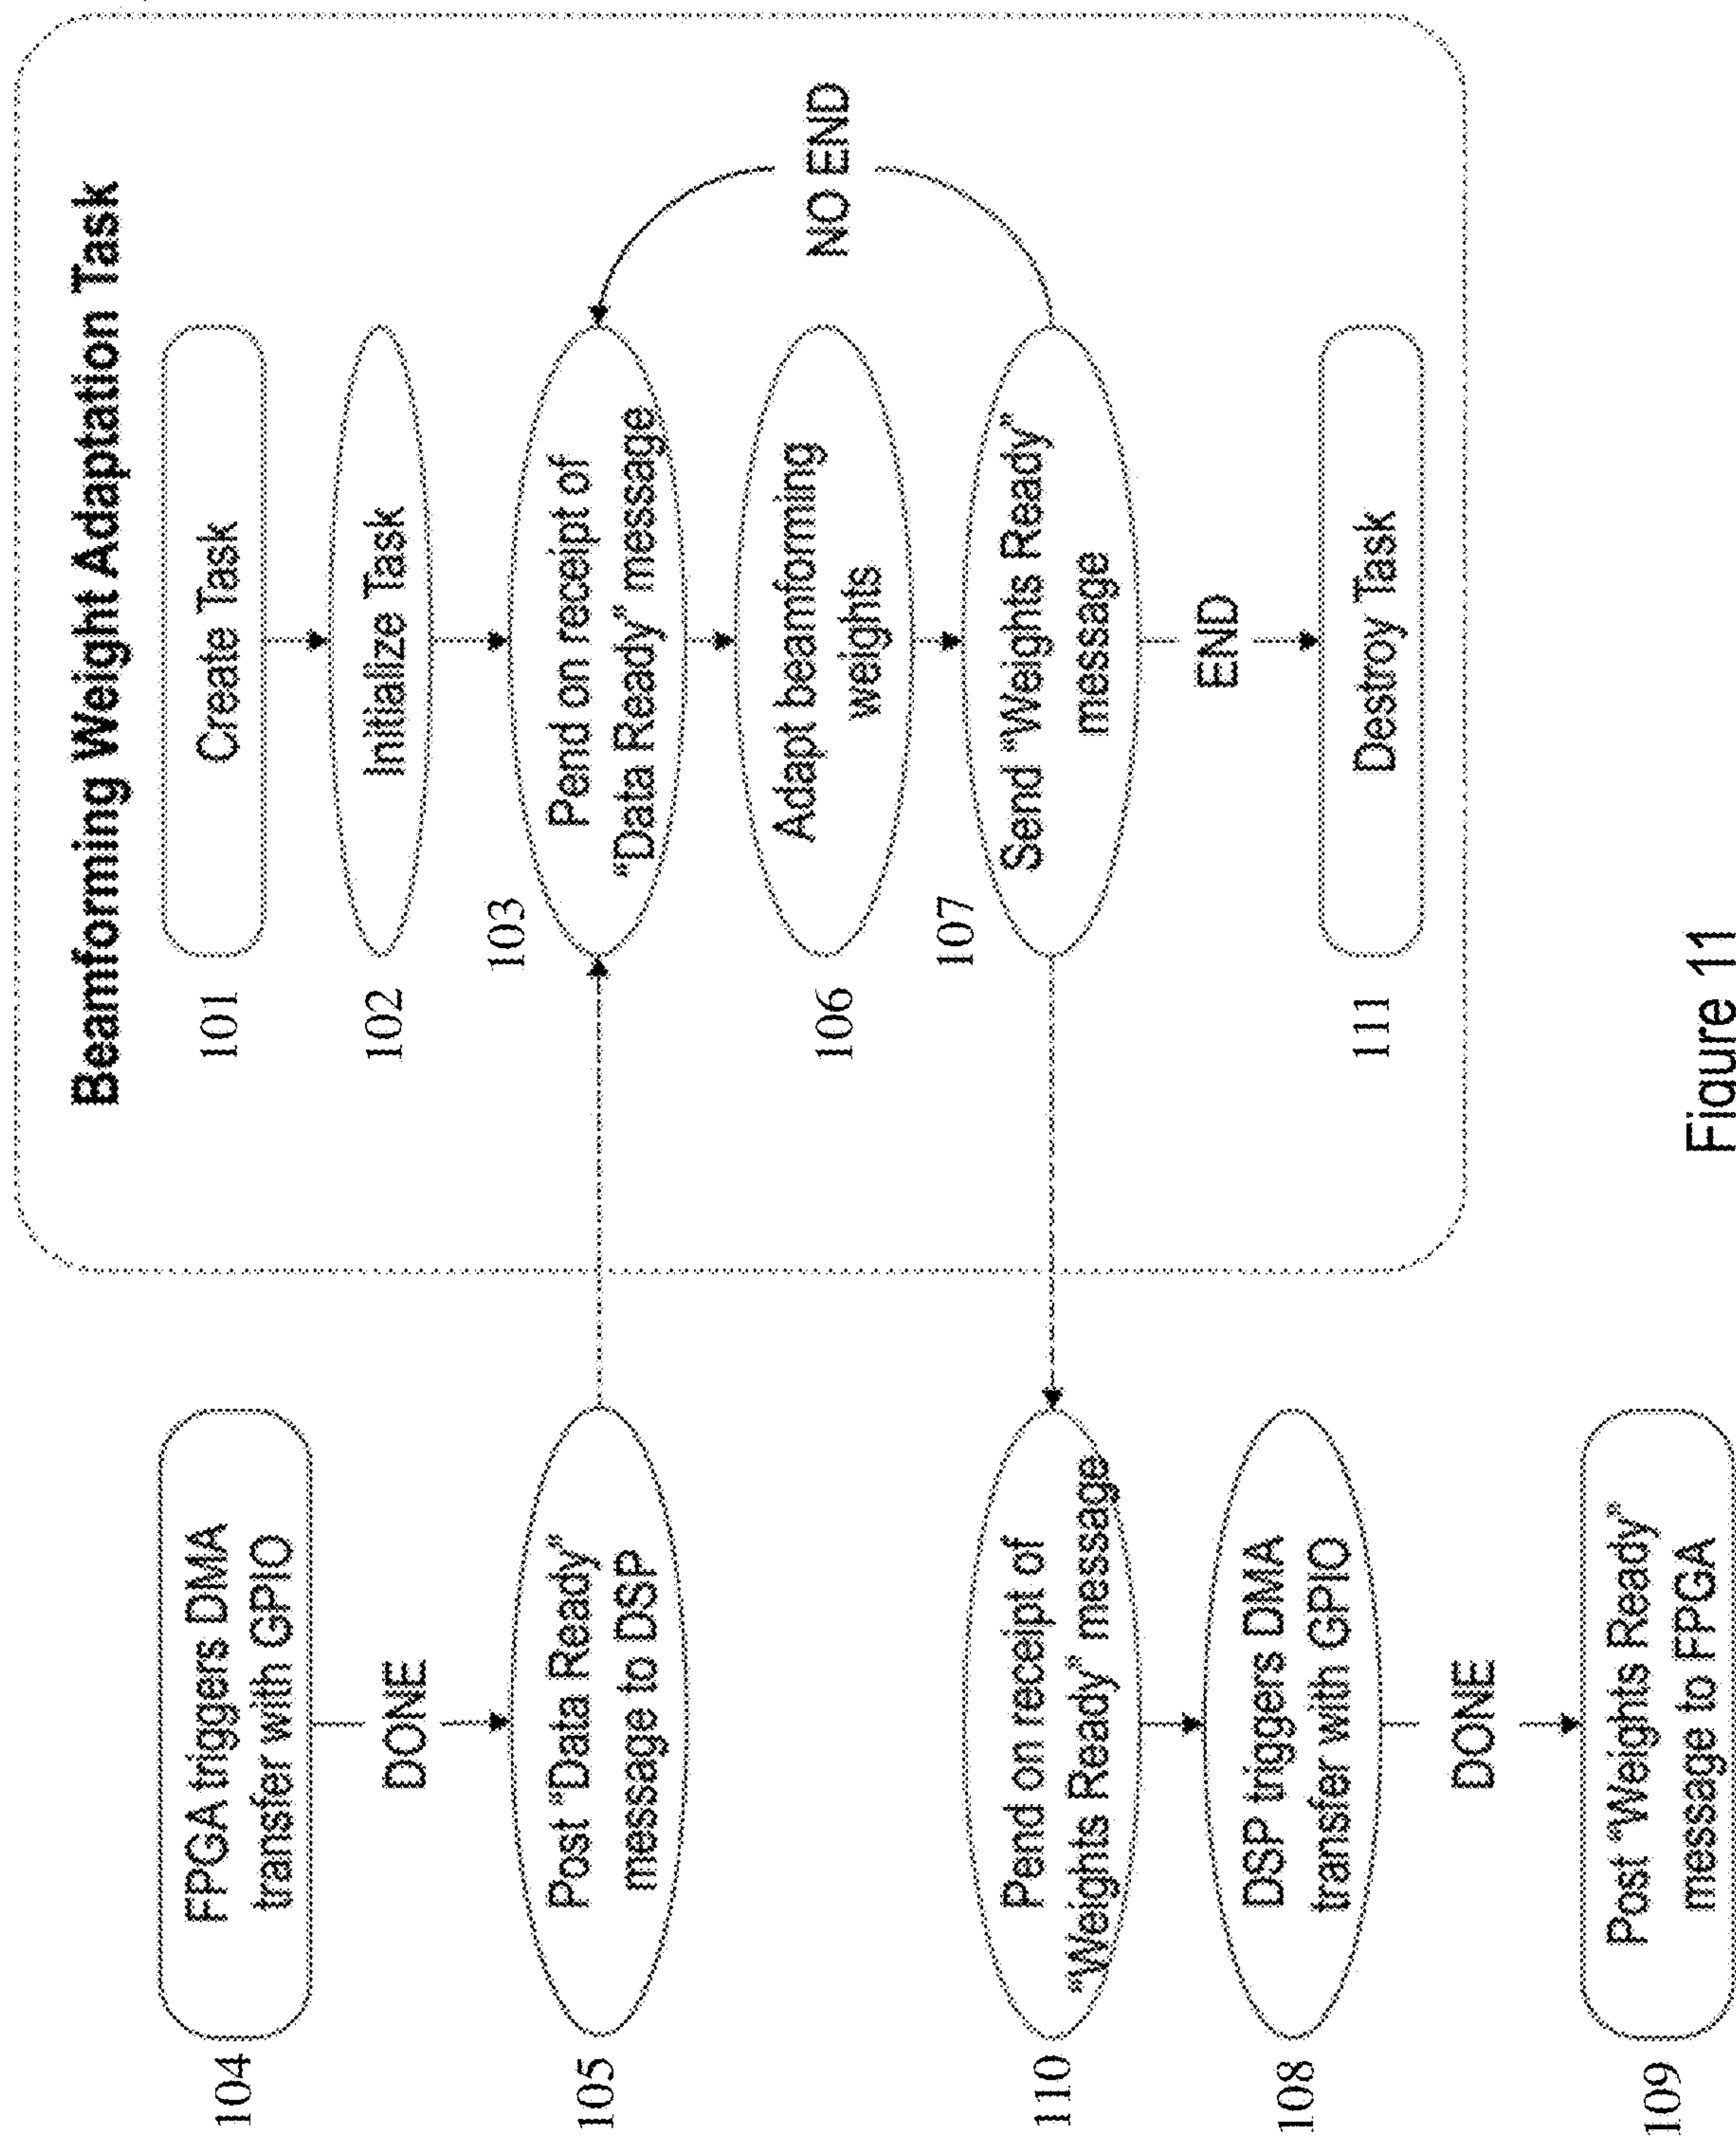 Beamforming Weight Adaptation Task
104
FPGA triggers DMA
transfer with GPIO
DONE
105
Post "Data Ready"
message to DSP
110
Pend on receipt of
"Weights Ready" message
108
DSP triggers DMA
transfer with GPIO
DONE
109
Post "Weights Ready"
message to FPGA
101
Create Task
102
Initialize Task
103
Pend on receipt of
"Data Ready" message
106
Adapt beamforming
weights
107
Send "Weights Ready"
message
NO END
END
111
Destroy Task
Figure 11